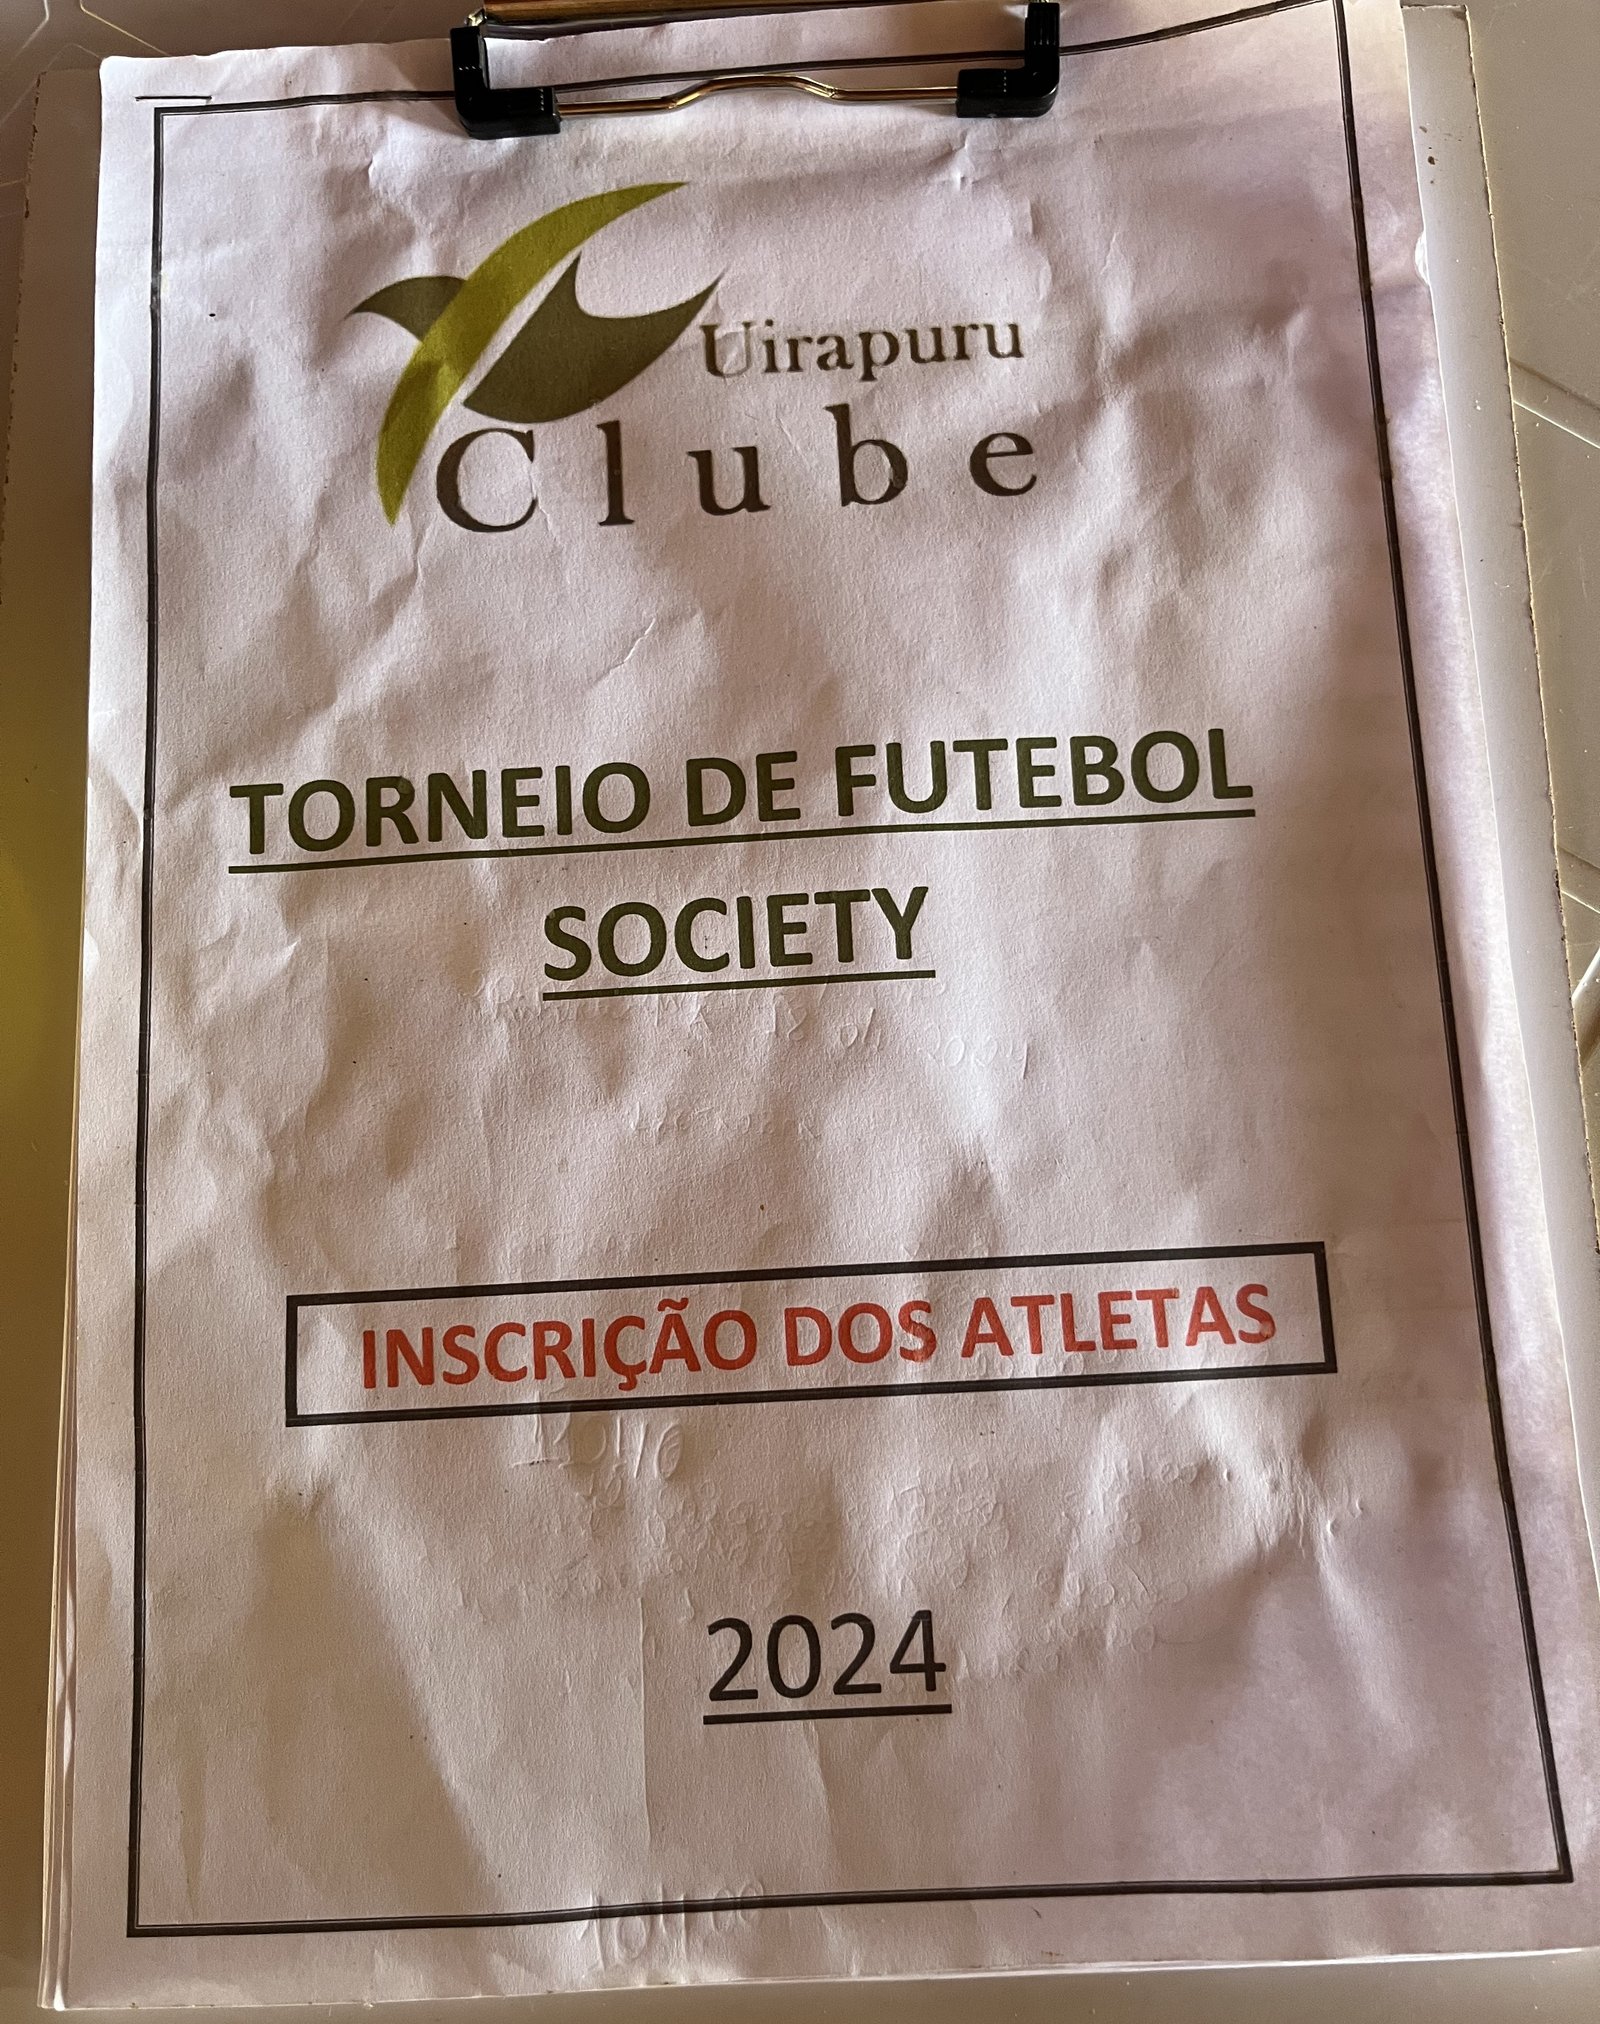 Uirapuru
Clube
TORNEIO DE FUTEBOL
SOCIETY
INSCRIÇÃO DOS ATLETAS
2024